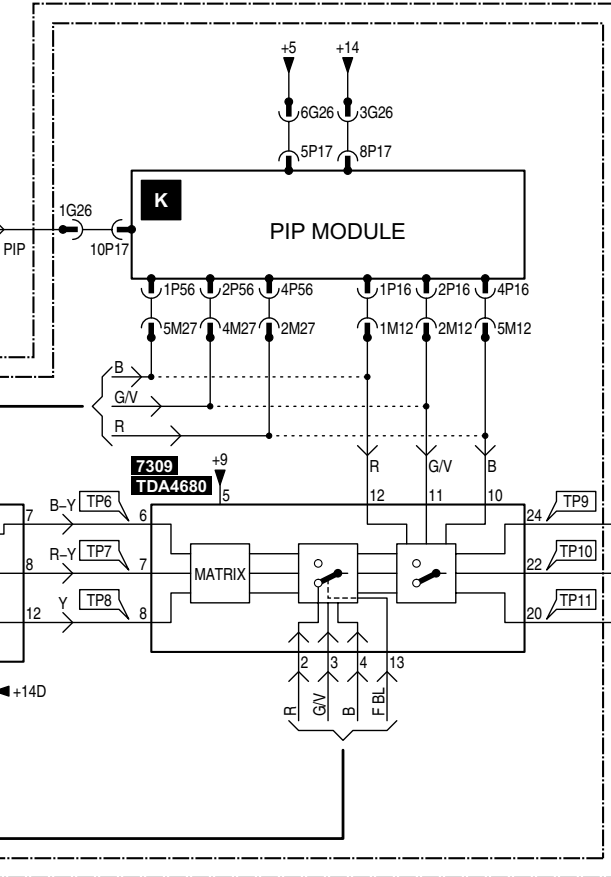 +5 +14
6G26 3G26
5P17 8P17
K
1G26
PIP MODULE
PIP
10P17
1P56 2P56 4P56 1P16 2P16 4P16
5M27 4M27 2M27 1M12 2M12 5M12
B
G/V
R
7309 +9 R G/V B
TDA4680 5 12 11 10
7 B-Y TP6 6 24 TP9
8 R-Y TP7 7 MATRIX 22 TP10
12 Y TP8 8 20 TP11
2 3 4 13
+14D
R G/V B F BL